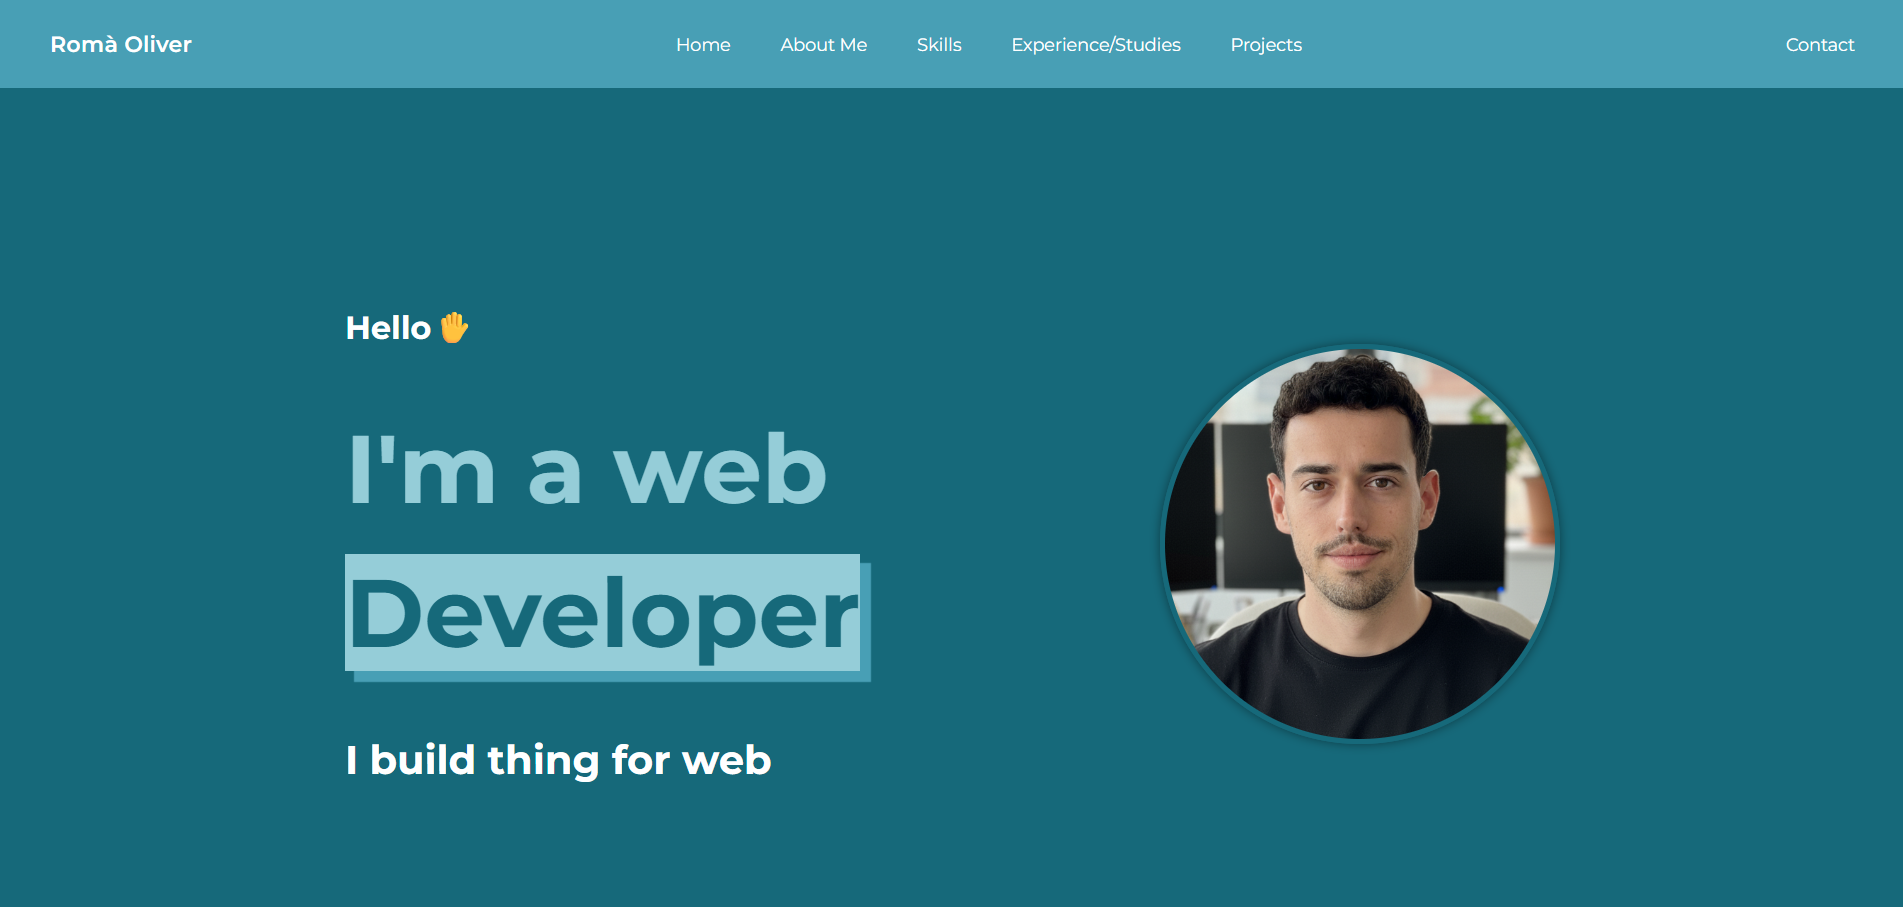 Romà Oliver
Home About Me Skills Experience/Studies Projects
Contact
Hello 🤚
I'm a web
Developer
I build thing for web